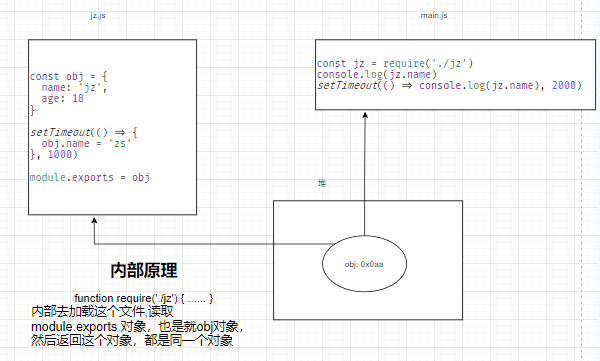 jz.js
const obj = {
name: 'jz',
age: 18
}
setTimeout(() => {
obj.name = 'zs'
}, 1000)
module.exports = obj
main.js
const jz = require('./jz')
console.log(jz.name)
setTimeout(() => console.log(jz.name), 2000)
堆
obj: 0x0aa
内部原理
function require('./jz') { ...... }
内部去加载这个文件,读取
module.exports 对象，也是就obj对象，
然后返回这个对象，都是同一个对象